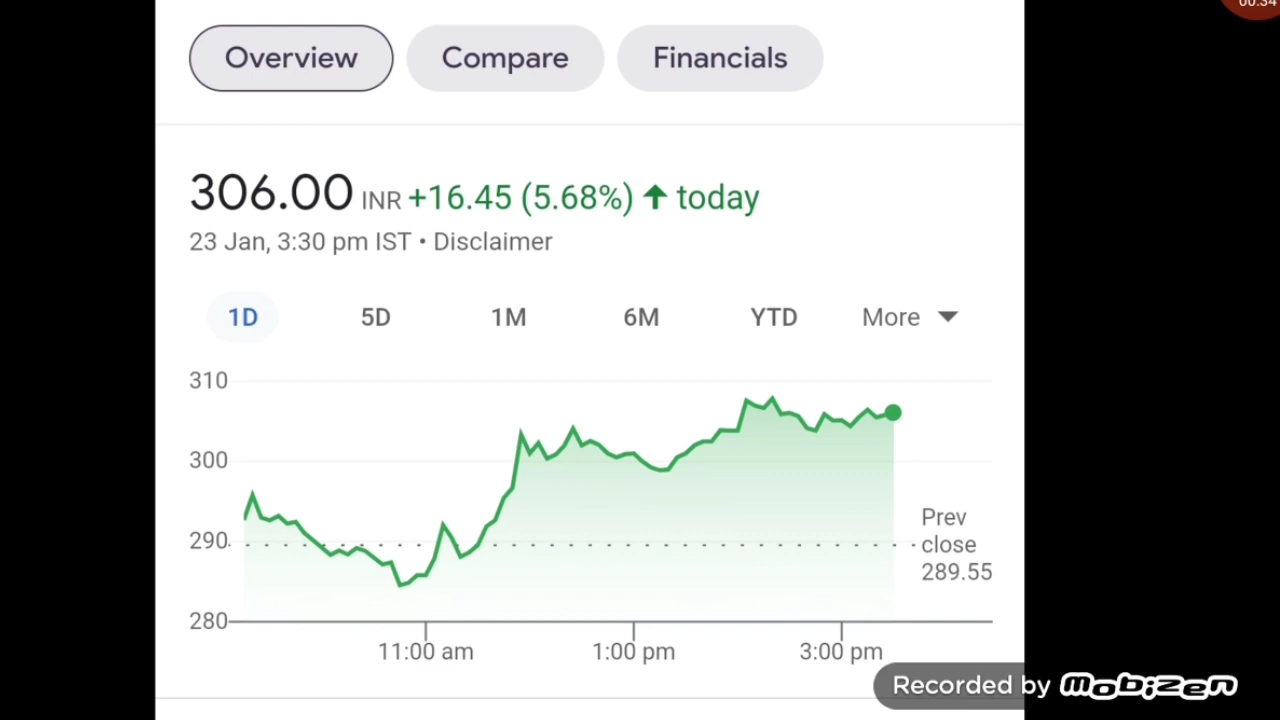 00:34
Overview Compare Financials
306.00 INR +16.45 (5.68%) ↑ today
23 Jan, 3:30 pm IST • Disclaimer
1D 5D 1M 6M YTD More
310
300
290
280
Prev
close
289.55
11:00 am 1:00 pm 3:00 pm
Recorded by Mobizen